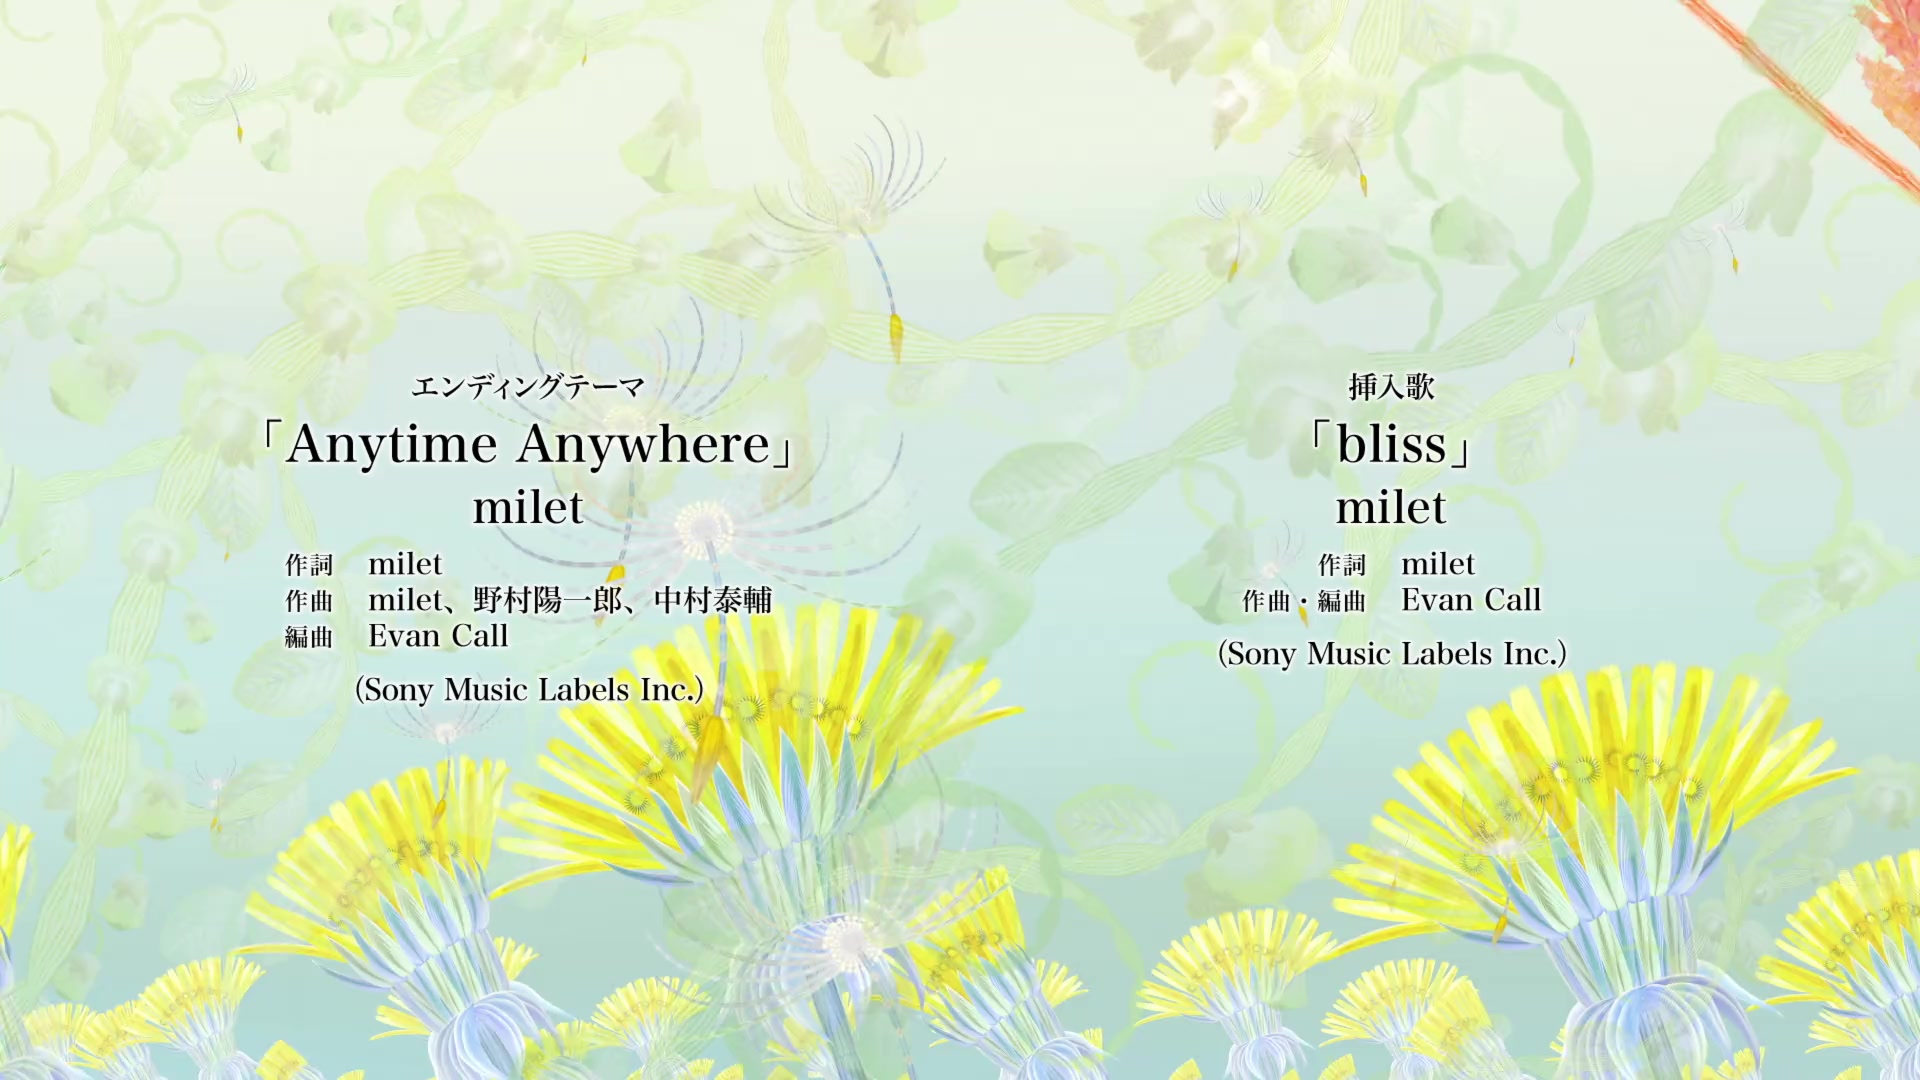 エンディングテーマ
「Anytime Anywhere」
milet
作詞 milet
作曲 milet、野村陽一郎、中村泰輔
編曲 Evan Call
(Sony Music Labels Inc.)
挿入歌
「bliss」
milet
作詞 milet
作曲・編曲 Evan Call
(Sony Music Labels Inc.)